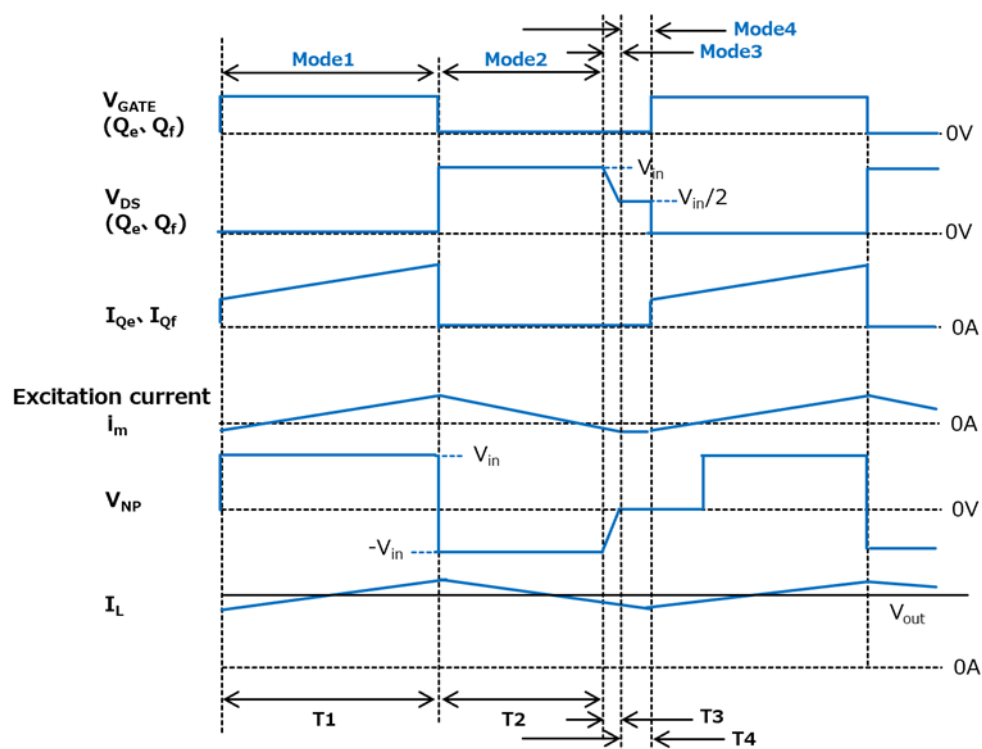 Mode4
Mode3
Mode1
Mode2
VGATE
(Qe、Qf)
0V
Vin
VDS
(Qe、Qf)
Vin/2
0V
IQe、IQf
0A
Excitation current
im
0A
Vin
VNP
0V
-Vin
IL
Vout
0A
T1
T2
T3
T4